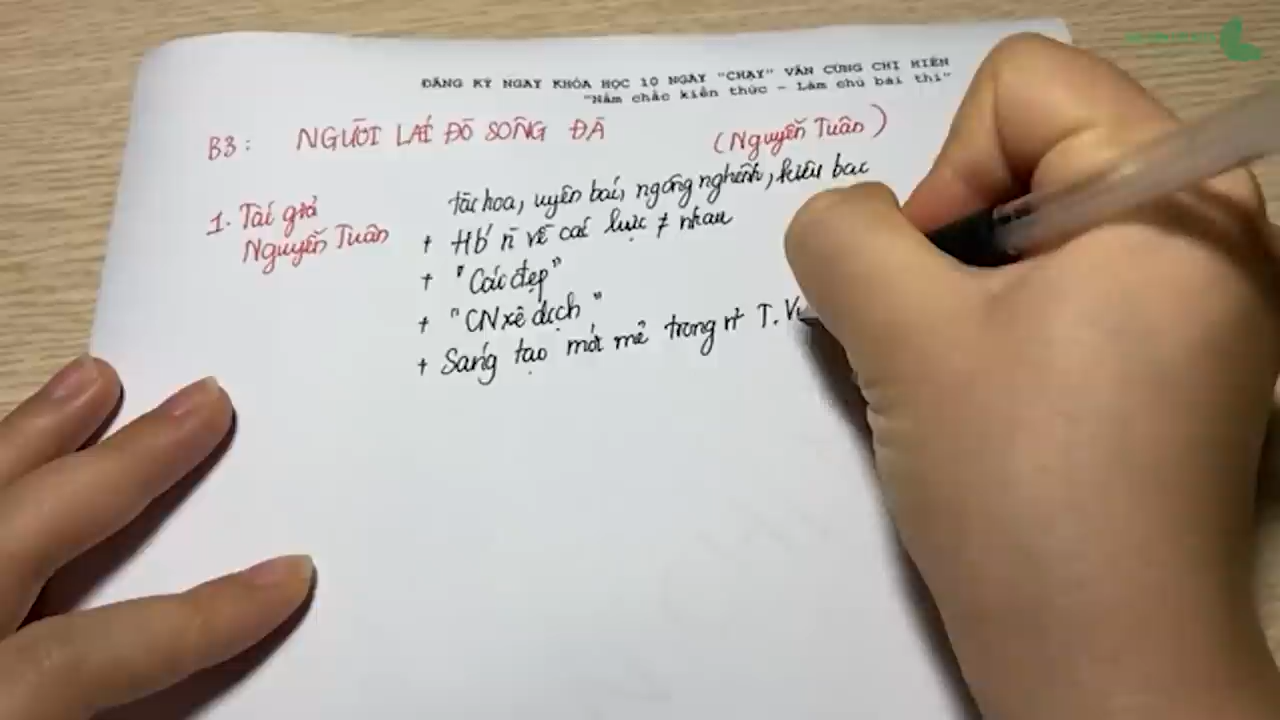 ĐĂNG KÝ NGAY KHÓA HỌC 10 NGÀY "CHẠY" VĂN CÙNG CHỊ HIÊN
"Nắm chắc kiến thức - Làm chủ bài thi"
B3: NGƯỜI LÁI ĐÒ SÔNG ĐÀ
(Nguyễn Tuân)
1. Tác giả
Nguyễn Tuân
tài hoa, uyên bác, ngông nghênh, kiêu bạc
+ Hb n về các lvực ≠ nhau
+ "Cái đẹp"
+ "CN xê dịch"
+ Sáng tạo mới mẻ trong nt T.V